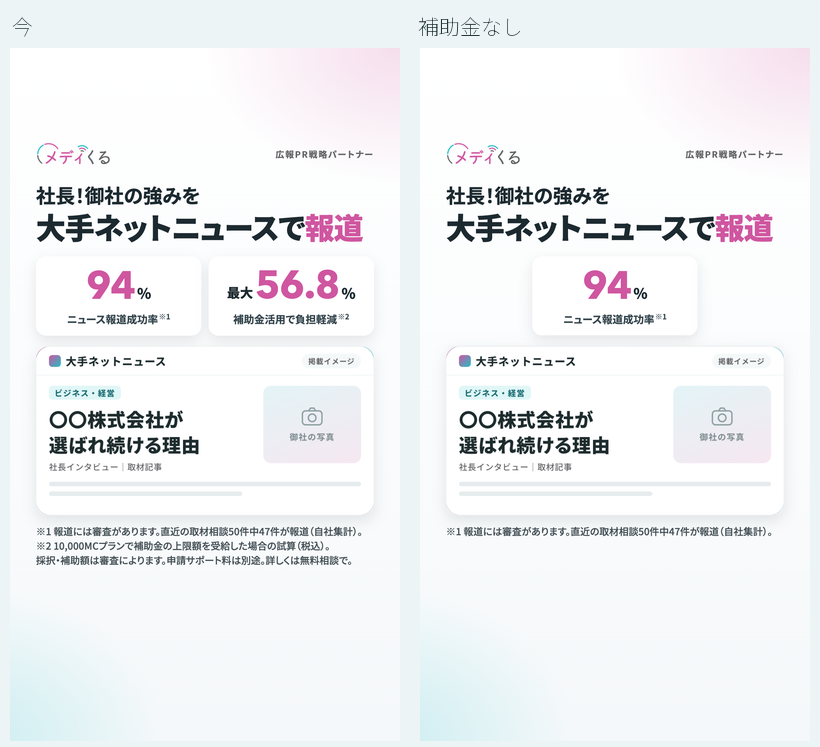 今
メディくる
広報PR戦略パートナー
社長！御社の強みを
大手ネットニュースで報道
94%
ニュース報道成功率※1
最大56.8%
補助金活用で負担軽減※2
大手ネットニュース
掲載イメージ
ビジネス・経営
〇〇株式会社が
選ばれ続ける理由
社長インタビュー｜取材記事
御社の写真
※1 報道には審査があります。直近の取材相談50件中47件が報道（自社集計）。
※2 10,000MCプランで補助金の上限額を受給した場合の試算（税込）。
採択・補助額は審査によります。申請サポート料は別途。詳しくは無料相談で。
補助金なし
メディくる
広報PR戦略パートナー
社長！御社の強みを
大手ネットニュースで報道
94%
ニュース報道成功率※1
大手ネットニュース
掲載イメージ
ビジネス・経営
〇〇株式会社が
選ばれ続ける理由
社長インタビュー｜取材記事
御社の写真
※1 報道には審査があります。直近の取材相談50件中47件が報道（自社集計）。